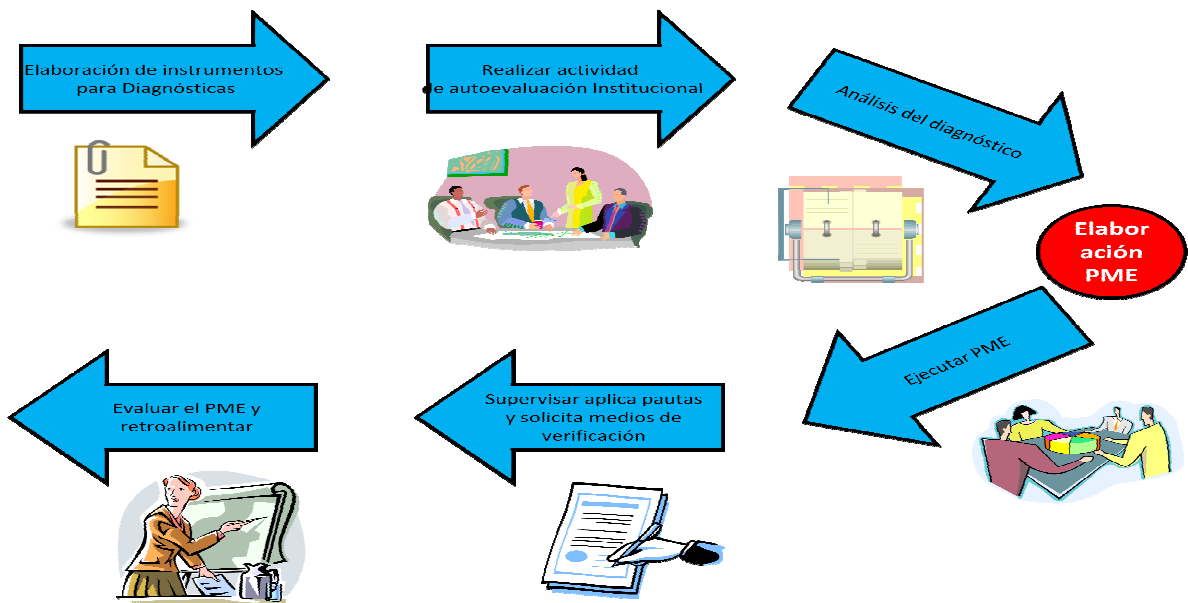 Elaboración de instrumentos
para Diagnósticas
Realizar actividad
de autoevaluación Institucional
Análisis del diagnóstico
Elabor
ación
PME
Ejecutar PME
Supervisar aplica pautas
y solicita medios de
verificación
Evaluar el PME y
retroalimentar